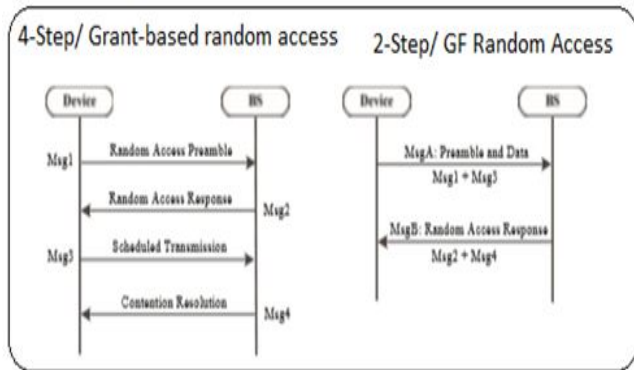 4-Step/ Grant-based random access
2-Step/ GF Random Access
Device
BS
Msg1
Random Access Preamble
Random Access Response
Msg2
Msg3
Scheduled Transmission
Contention Resolution
Msg4
Device
BS
MsgA: Preamble and Data
Msg1 + Msg3
MsgB: Random Access Response
Msg2 + Msg4